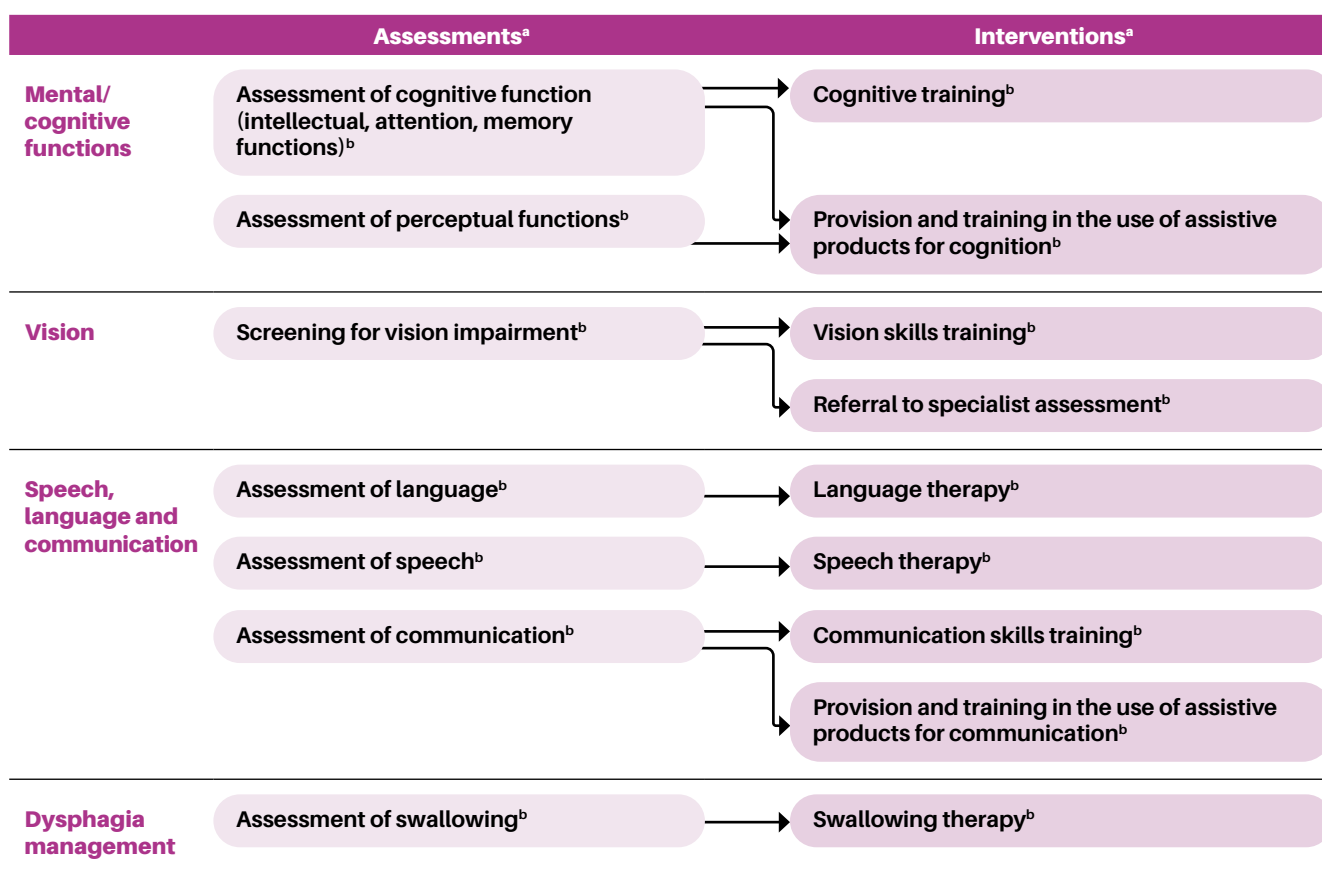 Assessmentsᵃ
Interventionsᵃ
Mental/
cognitive
functions
Assessment of cognitive function
(intellectual, attention, memory
functions)ᵇ
Cognitive trainingᵇ
Assessment of perceptual functionsᵇ
Provision and training in the use of assistive
products for cognitionᵇ
Vision
Screening for vision impairmentᵇ
Vision skills trainingᵇ
Referral to specialist assessmentᵇ
Speech,
language and
communication
Assessment of languageᵇ
Language therapyᵇ
Assessment of speechᵇ
Speech therapyᵇ
Assessment of communicationᵇ
Communication skills trainingᵇ
Provision and training in the use of assistive
products for communicationᵇ
Dysphagia
management
Assessment of swallowingᵇ
Swallowing therapyᵇ